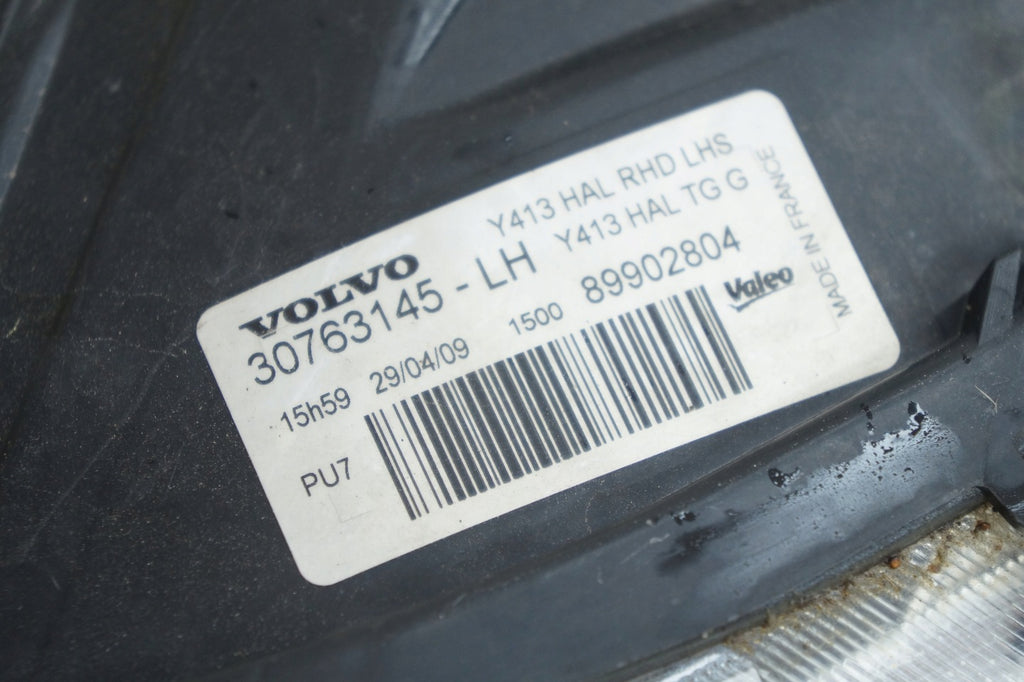 Y413 HAL RHD LHS
Y413 HAL TG G
VOLVO
30763145 - LH
89902804
15h59 29/04/09 1500
PU7
Valeo
MADE IN FRANCE